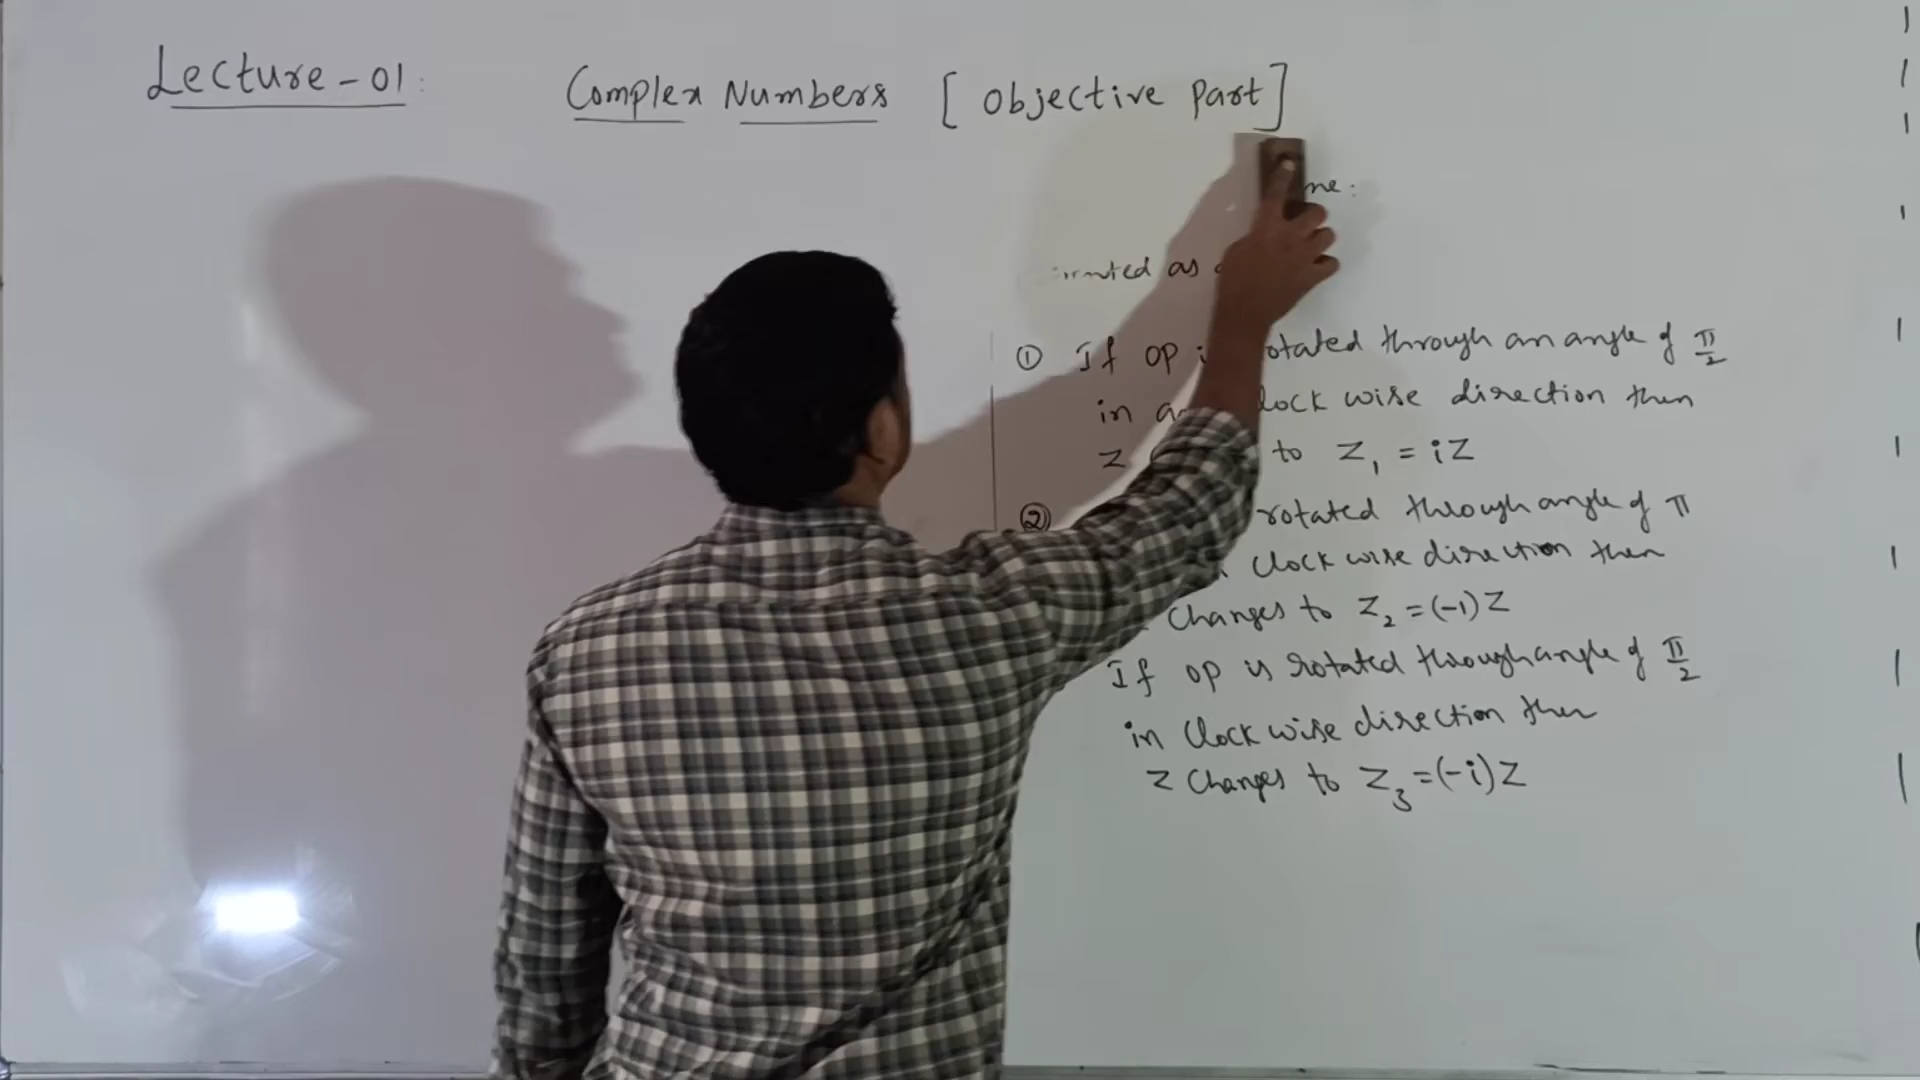 Lecture-01:
Complex Numbers [Objective Part]
ne:
as
① If OP rotated through an angle of π/2
in lock wise direction then
Z to Z₁ = iZ
② rotated through angle of π
clock wise direction then
Changes to Z₂ = (-1)Z
If OP is rotated through angle of π/2
in clock wise direction then
Z Changes to Z₃ = (-i)Z